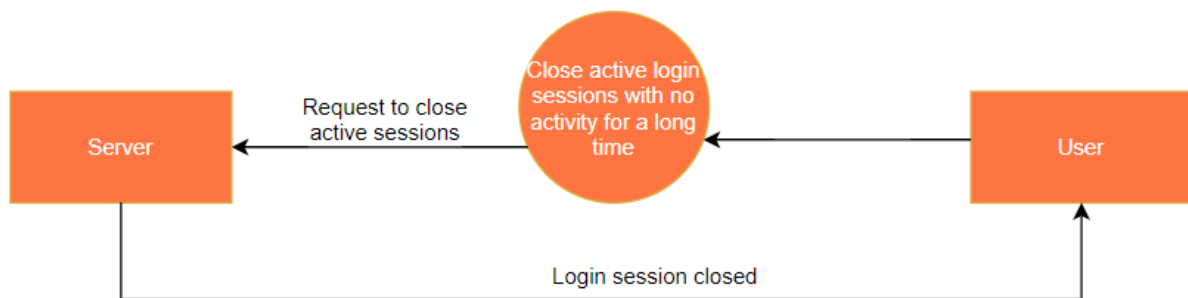 Close active login
sessions with no
activity for a long
time
Request to close
active sessions
Server
User
Login session closed